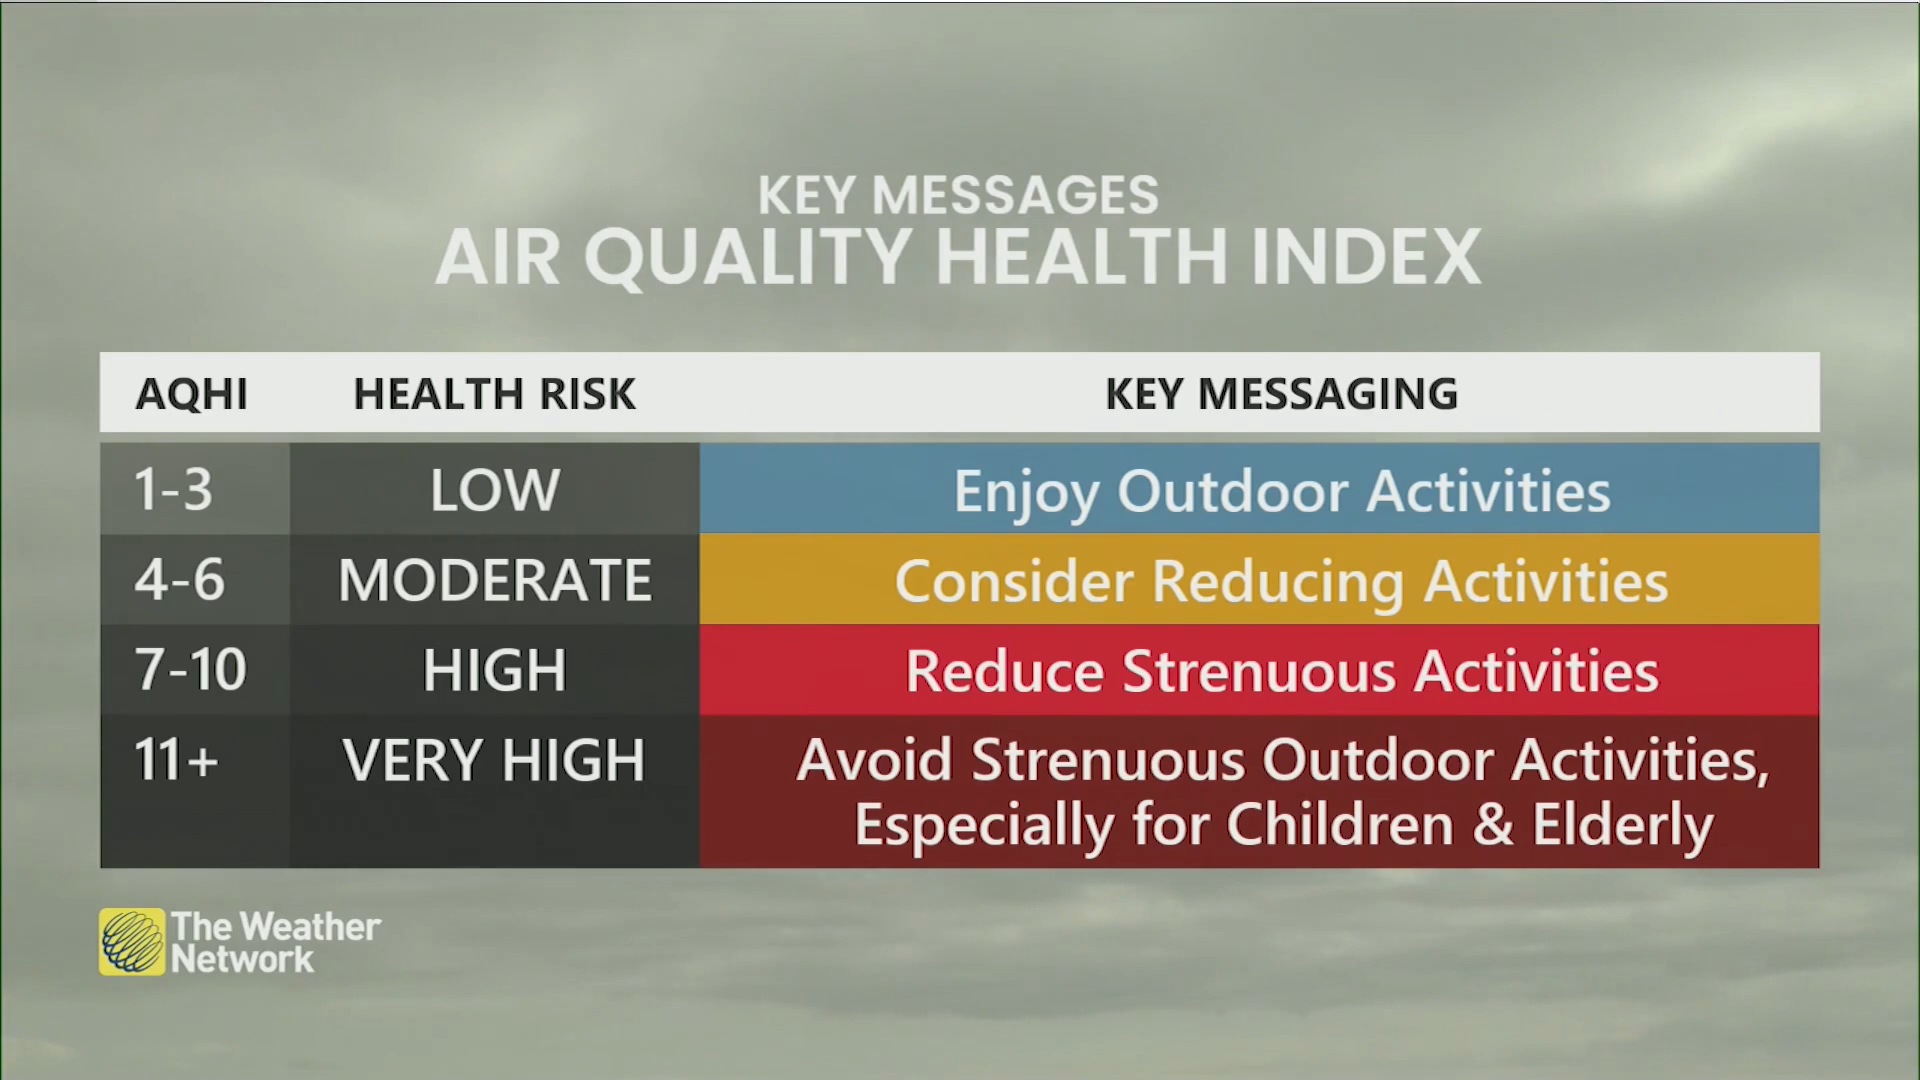 KEY MESSAGES
AIR QUALITY HEALTH INDEX
AQHI HEALTH RISK KEY MESSAGING
1-3 LOW Enjoy Outdoor Activities
4-6 MODERATE Consider Reducing Activities
7-10 HIGH Reduce Strenuous Activities
11+ VERY HIGH Avoid Strenuous Outdoor Activities,
Especially for Children & Elderly
The Weather
Network